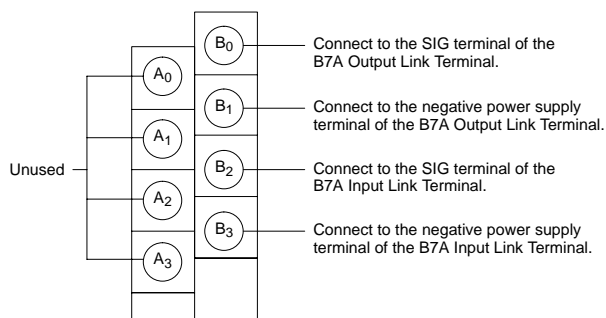 B0
Connect to the SIG terminal of the
B7A Output Link Terminal.
A0
B1
Connect to the negative power supply
terminal of the B7A Output Link Terminal.
A1
Unused
B2
Connect to the SIG terminal of the
B7A Input Link Terminal.
A2
B3
Connect to the negative power supply
terminal of the B7A Input Link Terminal.
A3